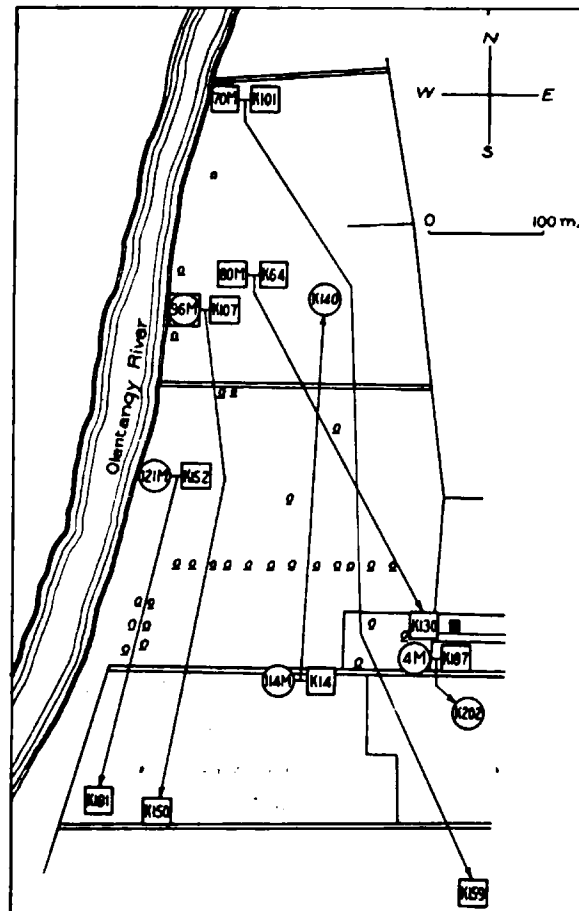 N
W E
S
70M K101
0 100 m.
80M K64
K140
96M K107
Olentangy River
121M K152
K130
4M K187
114M K14
K202
K181
K150
K159